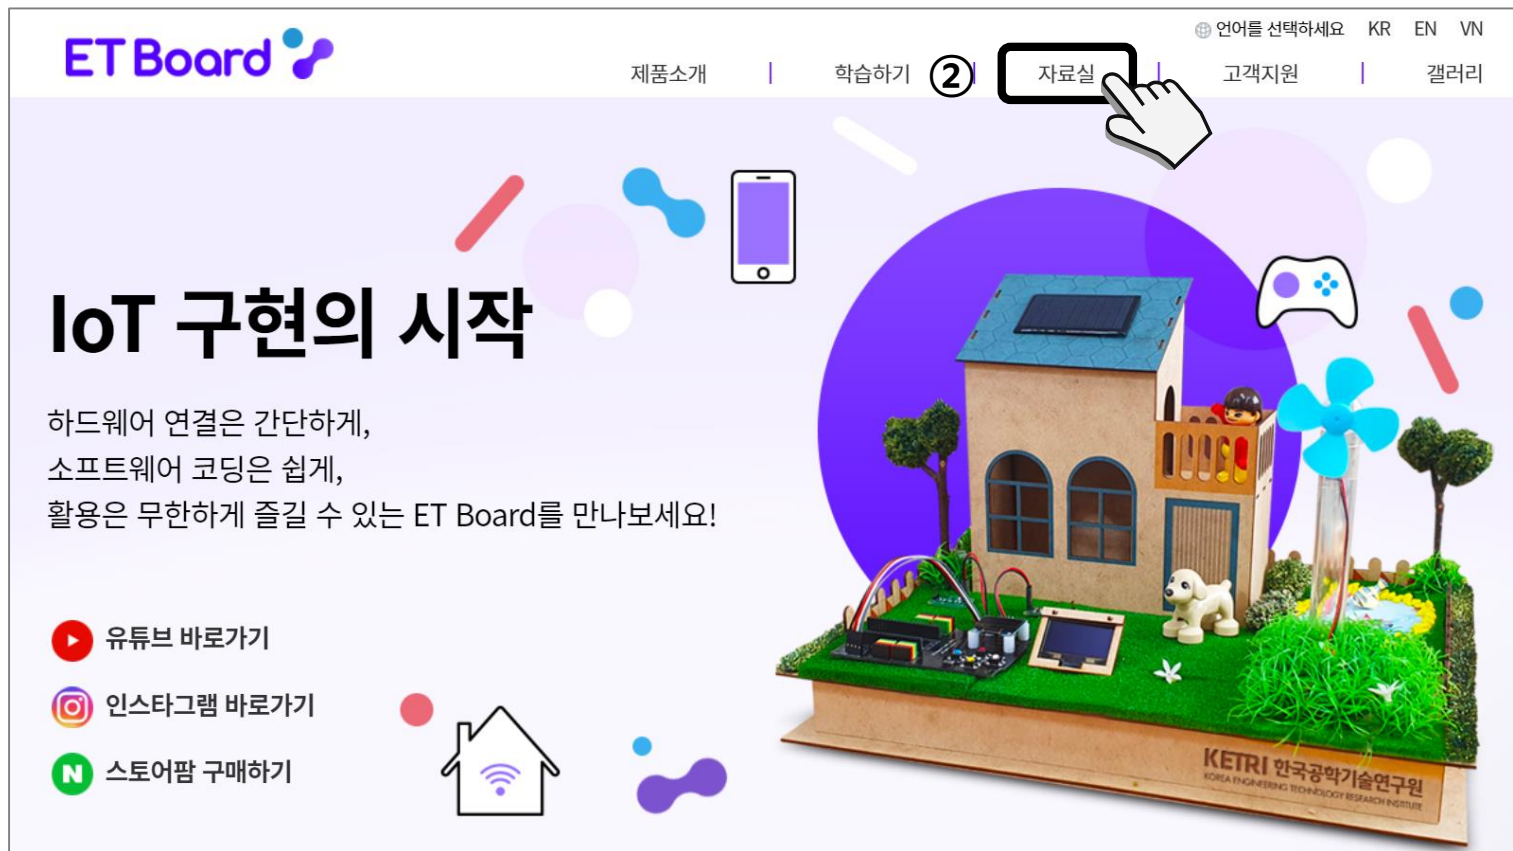 ET Board
언어를 선택하세요 KR EN VN
제품소개 | 학습하기 ② | 자료실 | 고객지원 | 갤러리
IoT 구현의 시작
하드웨어 연결은 간단하게,
소프트웨어 코딩은 쉽게,
활용은 무한하게 즐길 수 있는 ET Board를 만나보세요!
유튜브 바로가기
인스타그램 바로가기
N 스토어팜 구매하기
KETRI 한국공학기술연구원
KOREA ENGINEERING TECHNOLOGY RESEARCH INSTITUTE